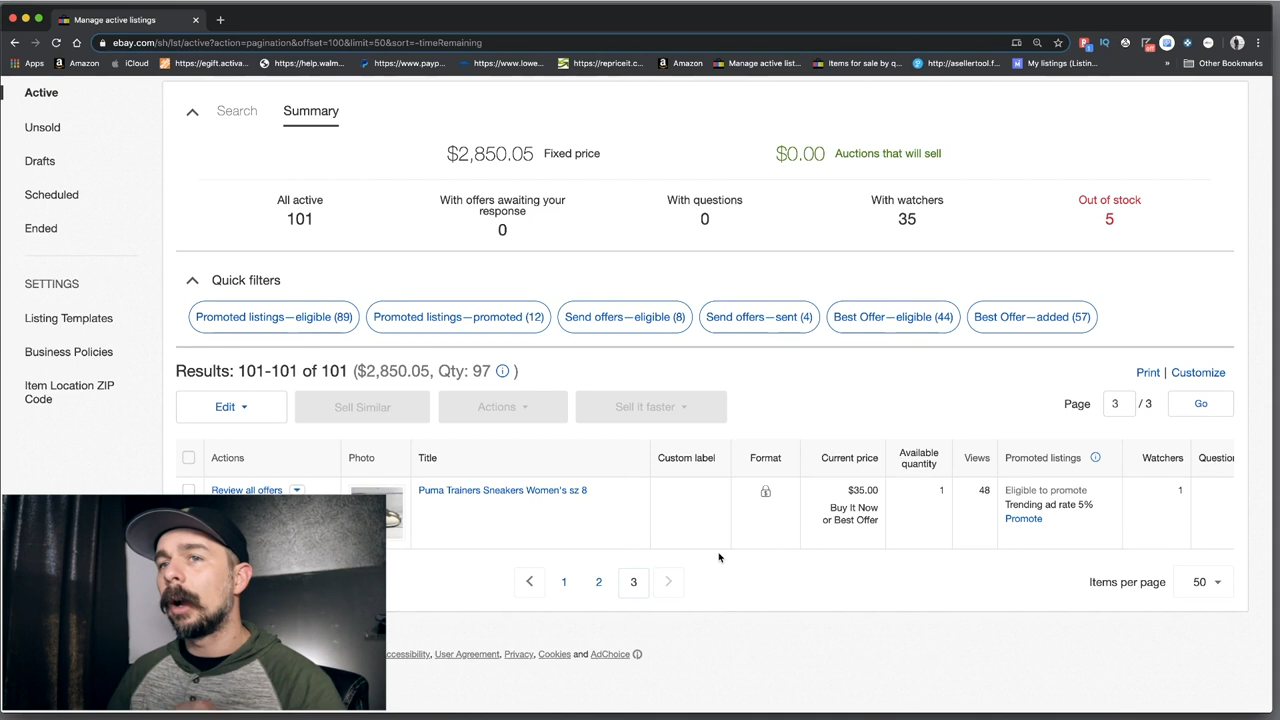 Manage active listings
ebay.com/sh/lst/active?action=pagination&offset=100&limit=50&sort=-timeRemaining
Apps
Amazon
iCloud
https://egift.activa...
https://help.walm...
https://www.payp...
https://www.lowe...
https://repriceit.c...
Amazon
Manage active list...
Items for sale by q...
http://asellertool.f...
My listings (Listin...
»
Other Bookmarks
Active
Unsold
Drafts
Scheduled
Ended
SETTINGS
Listing Templates
Business Policies
Item Location ZIP
Code
Search
Summary
$2,850.05 Fixed price
$0.00 Auctions that will sell
All active
101
With offers awaiting your
response
0
With questions
0
With watchers
35
Out of stock
5
Quick filters
Promoted listings—eligible (89)
Promoted listings—promoted (12)
Send offers—eligible (8)
Send offers—sent (4)
Best Offer—eligible (44)
Best Offer—added (57)
Results: 101-101 of 101 ($2,850.05, Qty: 97 )
Print | Customize
Edit
Sell Similar
Actions
Sell it faster
Page 3 / 3 Go
Actions
Photo
Title
Custom label
Format
Current price
Available
quantity
Views
Promoted listings
Watchers
Question
Review all offers
Puma Trainers Sneakers Women's sz 8
$35.00
Buy It Now
or Best Offer
1
48
Eligible to promote
Trending ad rate 5%
Promote
1
1
2
3
Items per page 50
ccessibility, User Agreement, Privacy, Cookies and AdChoice